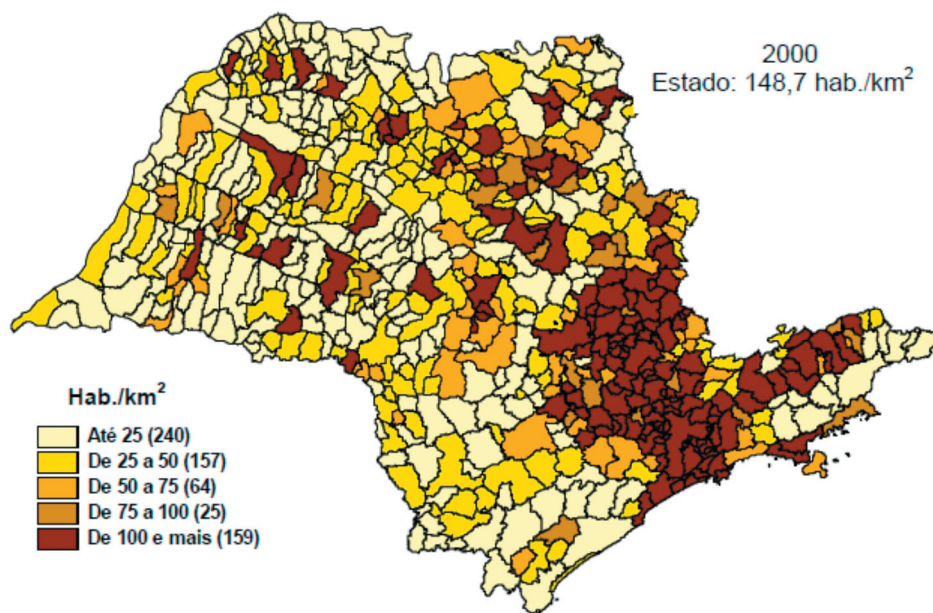 2000
Estado: 148,7 hab./km²
Hab./km²
Até 25 (240)
De 25 a 50 (157)
De 50 a 75 (64)
De 75 a 100 (25)
De 100 e mais (159)